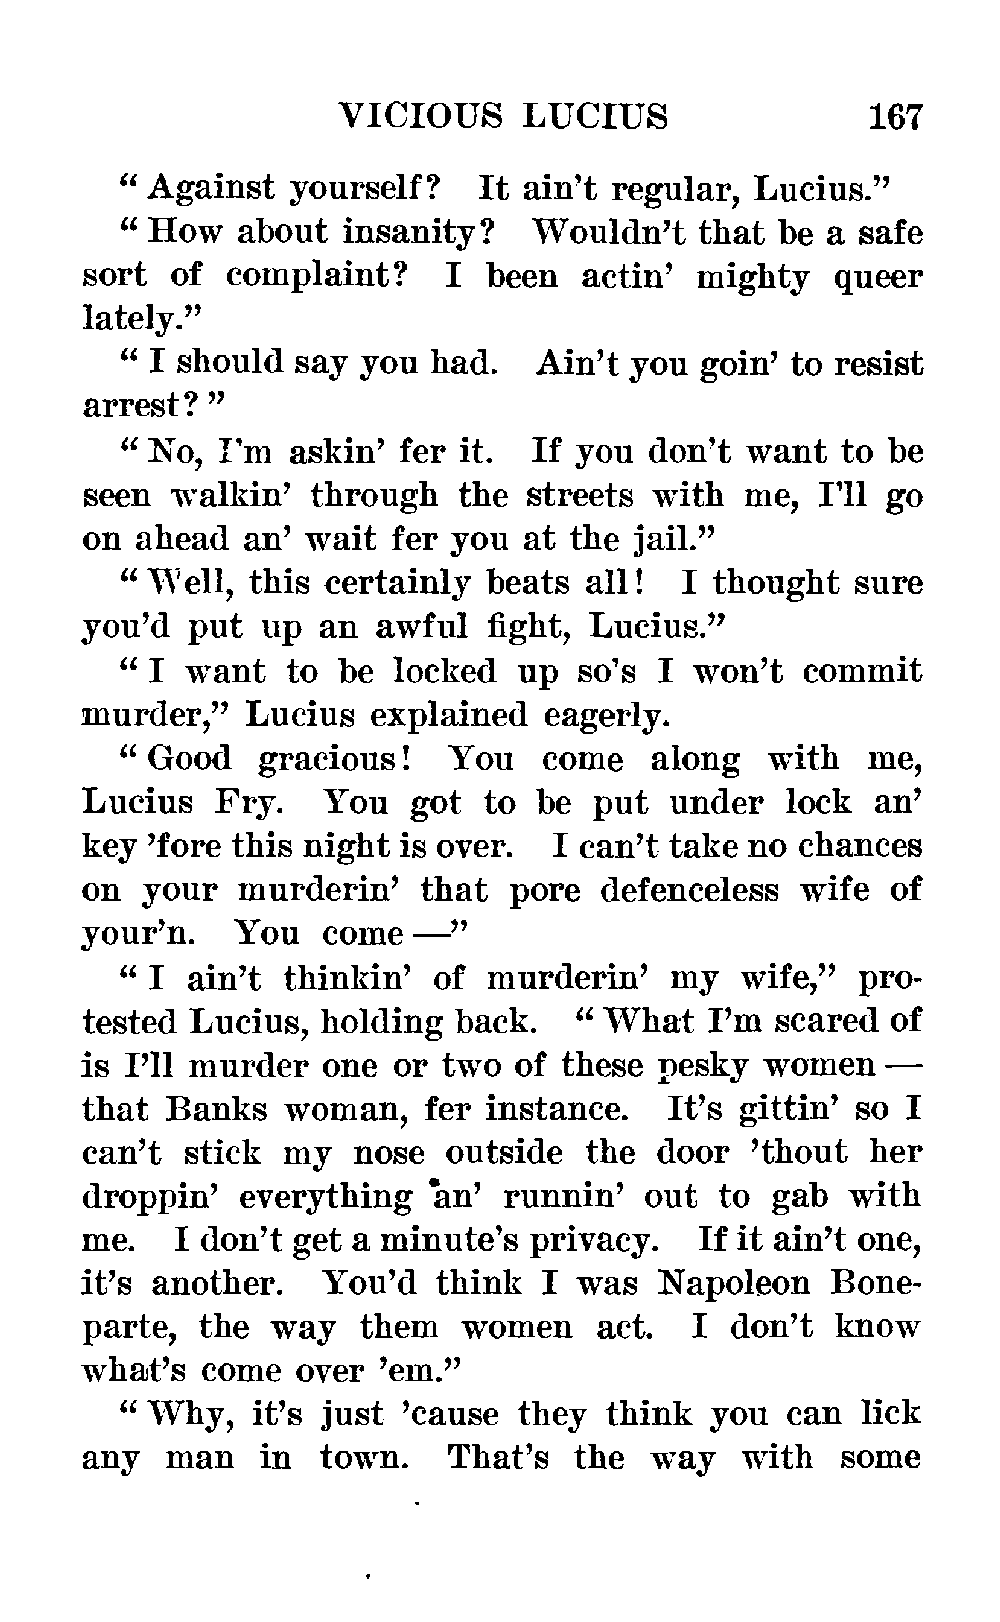 VICIOUS LUCIUS 167
“Against yourself? It ain’t regular, Lucius.”
“How about insanity? Wouldn’t that be a safe
sort of complaint? I been actin’ mighty queer
lately.”
“I should say you had. Ain’t you goin’ to resist
arrest?”
“No, I’m askin’ fer it. If you don’t want to be
seen walkin’ through the streets with me, I’ll go
on ahead an’ wait fer you at the jail.”
“Well, this certainly beats all! I thought sure
you’d put up an awful fight, Lucius.”
“I want to be locked up so’s I won’t commit
murder,” Lucius explained eagerly.
“Good gracious! You come along with me,
Lucius Fry. You got to be put under lock an’
key ’fore this night is over. I can’t take no chances
on your murderin’ that pore defenceless wife of
your’n. You come —”
“I ain’t thinkin’ of murderin’ my wife,” pro-
tested Lucius, holding back. “What I’m scared of
is I’ll murder one or two of these pesky women —
that Banks woman, fer instance. It’s gittin’ so I
can’t stick my nose outside the door ’thout her
droppin’ everything an’ runnin’ out to gab with
me. I don’t get a minute’s privacy. If it ain’t one,
it’s another. You’d think I was Napoleon Bone-
parte, the way them women act. I don’t know
what’s come over ’em.”
“Why, it’s just ’cause they think you can lick
any man in town. That’s the way with some